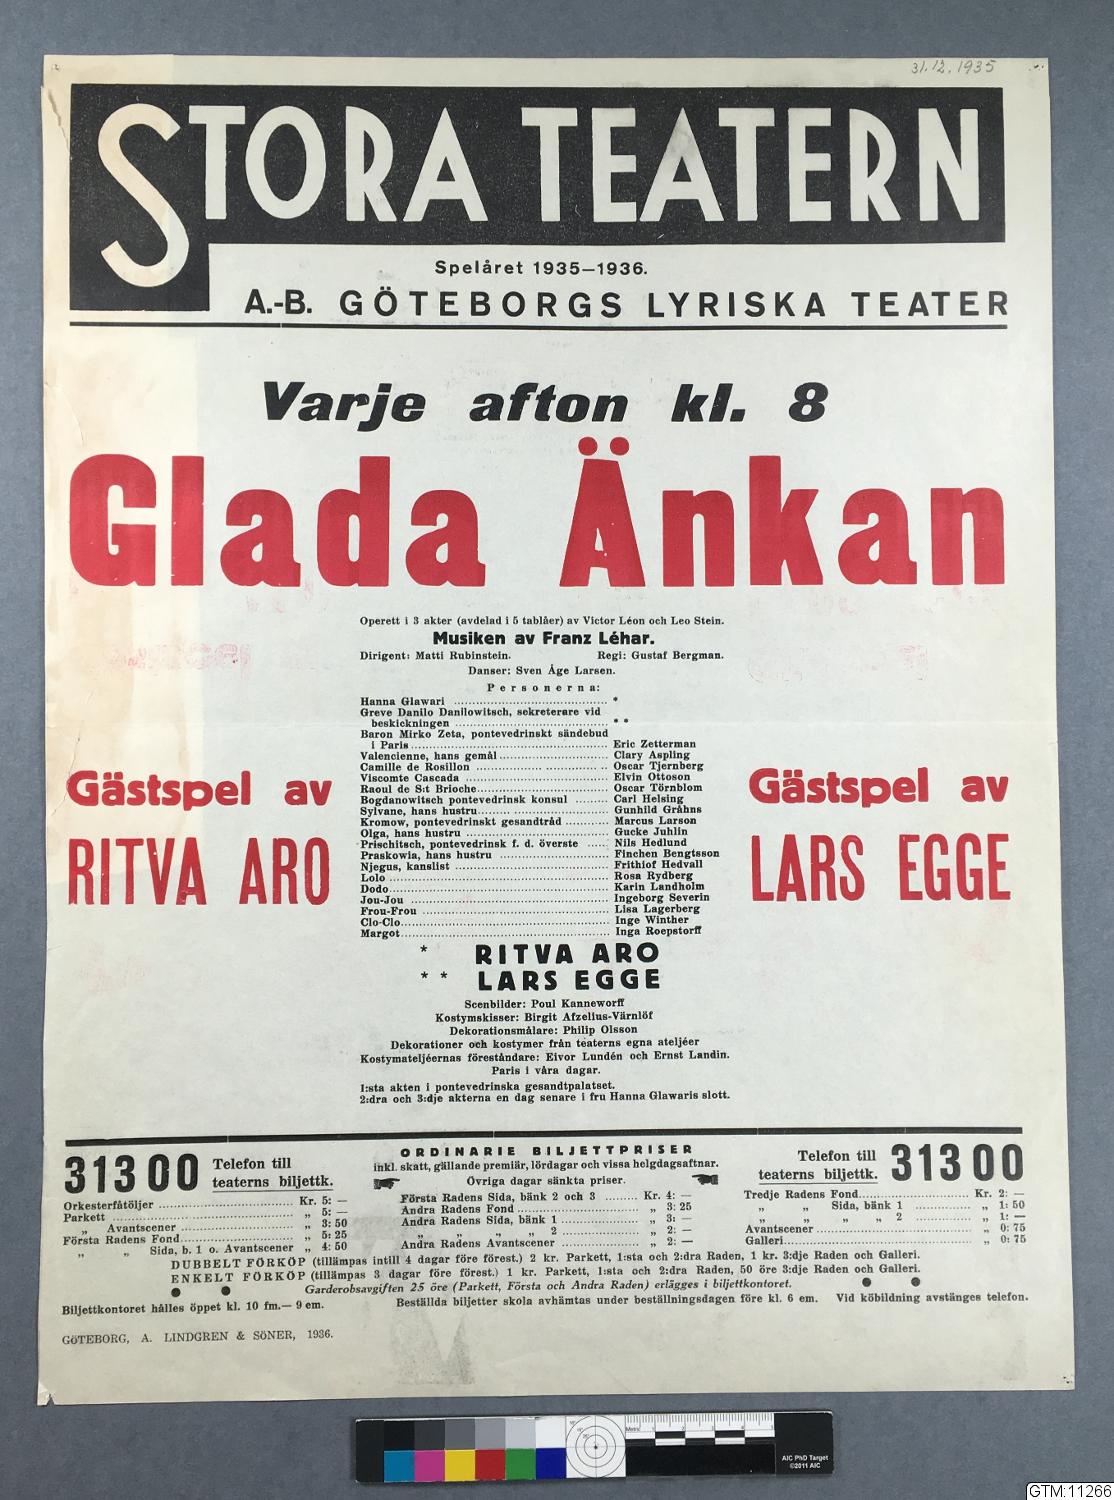 31.12.1935
STORA TEATERN
Spelåret 1935—1936.
A.-B. GÖTEBORGS LYRISKA TEATER
Varje afton kl. 8
Glada Änkan
Operett i 3 akter (avdelad i 5 tablåer) av Victor Léon och Leo Stein.
Musiken av Franz Léhar.
Dirigent: Matti Rubinstein. Regi: Gustaf Bergman.
Danser: Sven Åge Larsen.
Personerna:
Hanna Glawari *
Greve Danilo Danilowitsch, sekreterare vid
beskickningen * *
Baron Mirko Zeta, pontevedrinskt sändebud
i Paris Eric Zetterman
Valencienne, hans gemål Clary Aspling
Camille de Rosillon Oscar Tjernberg
Viscomte Cascada Elvin Ottoson
Raoul de S:t Brioche Oscar Törnblom
Bogdanowitsch pontevedrinsk konsul Carl Helsing
Sylvane, hans hustru Gunhild Gråhns
Kromow, pontevedrinskt gesandtråd Marcus Larson
Olga, hans hustru Gucke Juhlin
Prischitsch, pontevedrinsk f. d. överste Nils Hedlund
Praskowia, hans hustru Finchen Bengtsson
Njegus, kanslist Frithiof Hedvall
Lolo Rosa Rydberg
Dodo Karin Landholm
Jou-Jou Ingeborg Severin
Frou-Frou Lisa Lagerberg
Clo-Clo Inge Winther
Margot Inga Roepstorff
Gästspel av
RITVA ARO
Gästspel av
LARS EGGE
* RITVA ARO
* * LARS EGGE
Scenbilder: Poul Kanneworff
Kostymskisser: Birgit Afzelius-Värnlöf
Dekorationsmålare: Philip Olsson
Dekorationer och kostymer från teaterns egna ateljéer
Kostymateljéernas föreståndare: Eivor Lundén och Ernst Landin.
Paris i våra dagar.
1:sta akten i pontevedrinska gesandtpalatset.
2:dra och 3:dje akterna en dag senare i fru Hanna Glawaris slott.
31300 Telefon till
teaterns biljettk.
ORDINARIE BILJETTPRISER
inkl. skatt, gällande premiär, lördagar och vissa helgdagsaftnar.
Övriga dagar sänkta priser.
Telefon till
teaterns biljettk. 31300
Orkesterfåtöljer Kr. 5: —
Parkett „ 5: —
„ Avantscener „ 3: 50
Första Radens Fond „ 5: 25
„ „ Sida, b. 1 o. Avantscener „ 4: 50
Första Radens Sida, bänk 2 och 3 Kr. 4: —
Andra Radens Fond „ 3: 25
Andra Radens Sida, bänk 1 „ 3: —
„ „ „ „ 2 „ 2: —
Andra Radens Avantscener „ 2: —
Tredje Radens Fond Kr. 2: —
„ „ Sida, bänk 1 „ 1: 50
„ „ „ „ 2 „ 1: —
Avantscener „ 0: 75
Galleri „ 0: 75
DUBBELT FÖRKÖP (tillämpas intill 4 dagar före förest.) 2 kr. Parkett, 1:sta och 2:dra Raden, 1 kr. 3:dje Raden och Galleri.
ENKELT FÖRKÖP (tillämpas 3 dagar före förest.) 1 kr. Parkett, 1:sta och 2:dra Raden, 50 öre 3:dje Raden och Galleri.
Garderobsavgiften 25 öre (Parkett, Första och Andra Raden) erlägges i biljettkontoret.
Biljettkontoret hålles öppet kl. 10 fm.— 9 em. Beställda biljetter skola avhämtas under beställningsdagen före kl. 6 em. Vid köbildning avstänges telefon.
GÖTEBORG, A. LINDGREN & SÖNER, 1936.
AIC PhD Target
©2011 AIC
GTM:11266